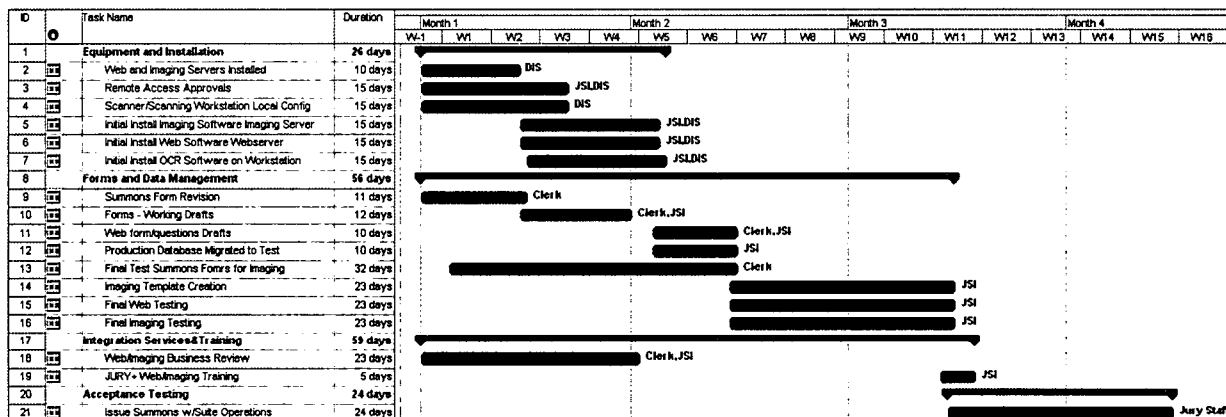 ID Task Name Duration Month 1 Month 2 Month 3 Month 4
W-1 W1 W2 W3 W4 W5 W6 W7 W8 W9 W10 W11 W12 W13 W14 W15 W16
1 Equipment and Installation 26 days
2 Web and Imaging Servers Installed 10 days DIS
3 Remote Access Approvals 15 days JSI,DIS
4 Scanner/Scanning Workstation Local Config 15 days DIS
5 Initial Install Imaging Software Imaging Server 15 days JSI,DIS
6 Initial Install Web Software Webserver 15 days JSI,DIS
7 Initial Install OCR Software on Workstation 15 days JSI,DIS
8 Forms and Data Management 56 days
9 Summons Form Revision 11 days Clerk
10 Forms - Working Drafts 12 days Clerk,JSI
11 Web form/questions Drafts 10 days Clerk,JSI
12 Production Database Migrated to Test 10 days JSI
13 Final Test Summons Fomrs for Imaging 32 days Clerk
14 Imaging Template Creation 23 days JSI
15 Final Web Testing 23 days JSI
16 Final Imaging Testing 23 days JSI
17 Integration Services&Training 59 days
18 Web/Imaging Business Review 23 days Clerk,JSI
19 JURY+ Web/Imaging Training 5 days JSI
20 Acceptance Testing 24 days
21 Issue Summons w/Suite Operations 24 days Jury Staf